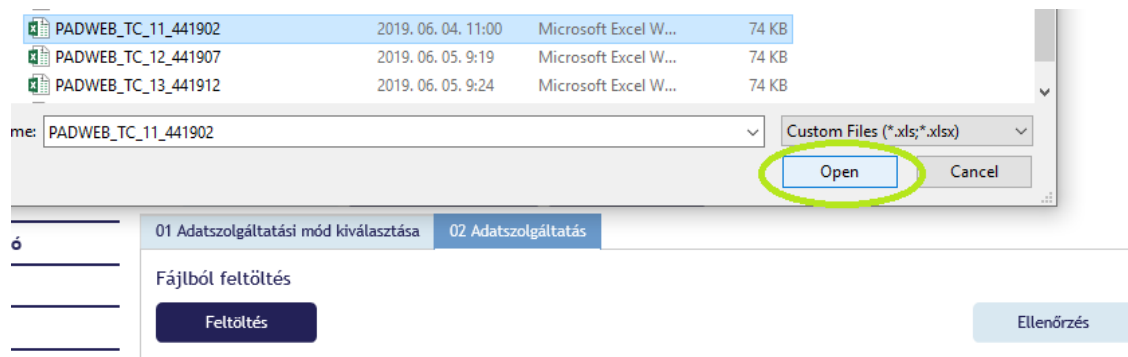 PADWEB_TC_11_441902 2019. 06. 04. 11:00 Microsoft Excel W... 74 KB
PADWEB_TC_12_441907 2019. 06. 05. 9:19 Microsoft Excel W... 74 KB
PADWEB_TC_13_441912 2019. 06. 05. 9:24 Microsoft Excel W... 74 KB
me: PADWEB_TC_11_441902 Custom Files (*.xls;*.xlsx)
Open Cancel
ó 01 Adatszolgáltatási mód kiválasztása 02 Adatszolgáltatás
Fájlból feltöltés
Feltöltés Ellenőrzés